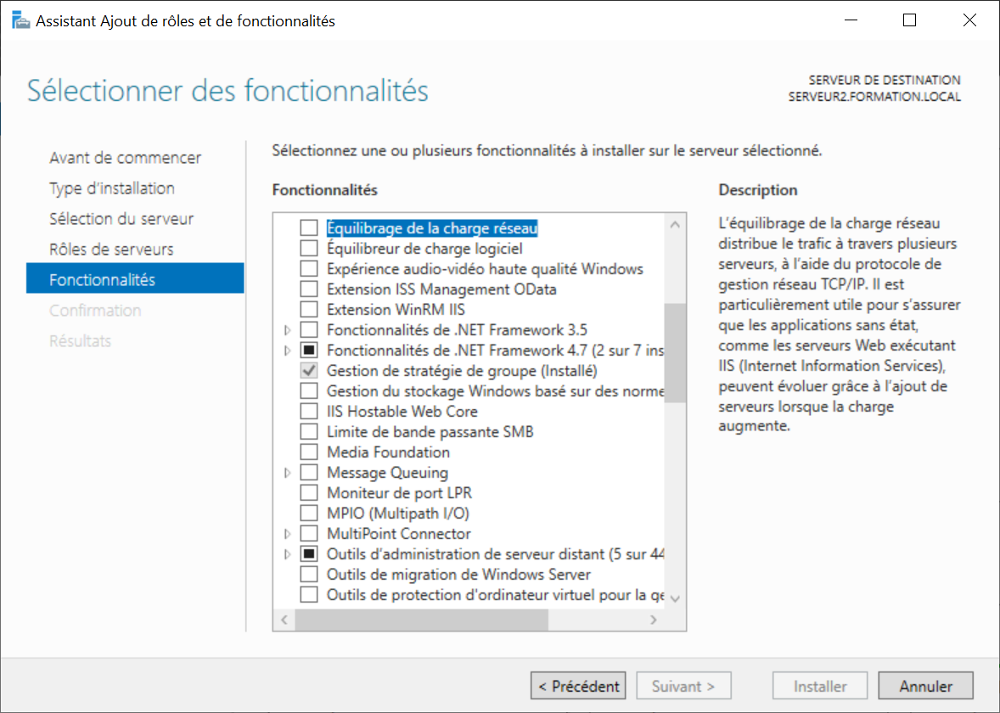 Assistant Ajout de rôles et de fonctionnalités
Sélectionner des fonctionnalités
SERVEUR DE DESTINATION
SERVEUR2.FORMATION.LOCAL
Avant de commencer
Type d'installation
Sélection du serveur
Rôles de serveurs
Fonctionnalités
Confirmation
Résultats
Sélectionnez une ou plusieurs fonctionnalités à installer sur le serveur sélectionné.
Fonctionnalités
Équilibrage de la charge réseau
Équilibreur de charge logiciel
Expérience audio-vidéo haute qualité Windows
Extension ISS Management OData
Extension WinRM IIS
Fonctionnalités de .NET Framework 3.5
Fonctionnalités de .NET Framework 4.7 (2 sur 7 ins
Gestion de stratégie de groupe (Installé)
Gestion du stockage Windows basé sur des norme
IIS Hostable Web Core
Limite de bande passante SMB
Media Foundation
Message Queuing
Moniteur de port LPR
MPIO (Multipath I/O)
MultiPoint Connector
Outils d'administration de serveur distant (5 sur 44
Outils de migration de Windows Server
Outils de protection d'ordinateur virtuel pour la ge
Description
L'équilibrage de la charge réseau
distribue le trafic à travers plusieurs
serveurs, à l'aide du protocole de
gestion réseau TCP/IP. Il est
particulièrement utile pour s'assurer
que les applications sans état,
comme les serveurs Web exécutant
IIS (Internet Information Services),
peuvent évoluer grâce à l'ajout de
serveurs lorsque la charge
augmente.
< Précédent
Suivant >
Installer
Annuler